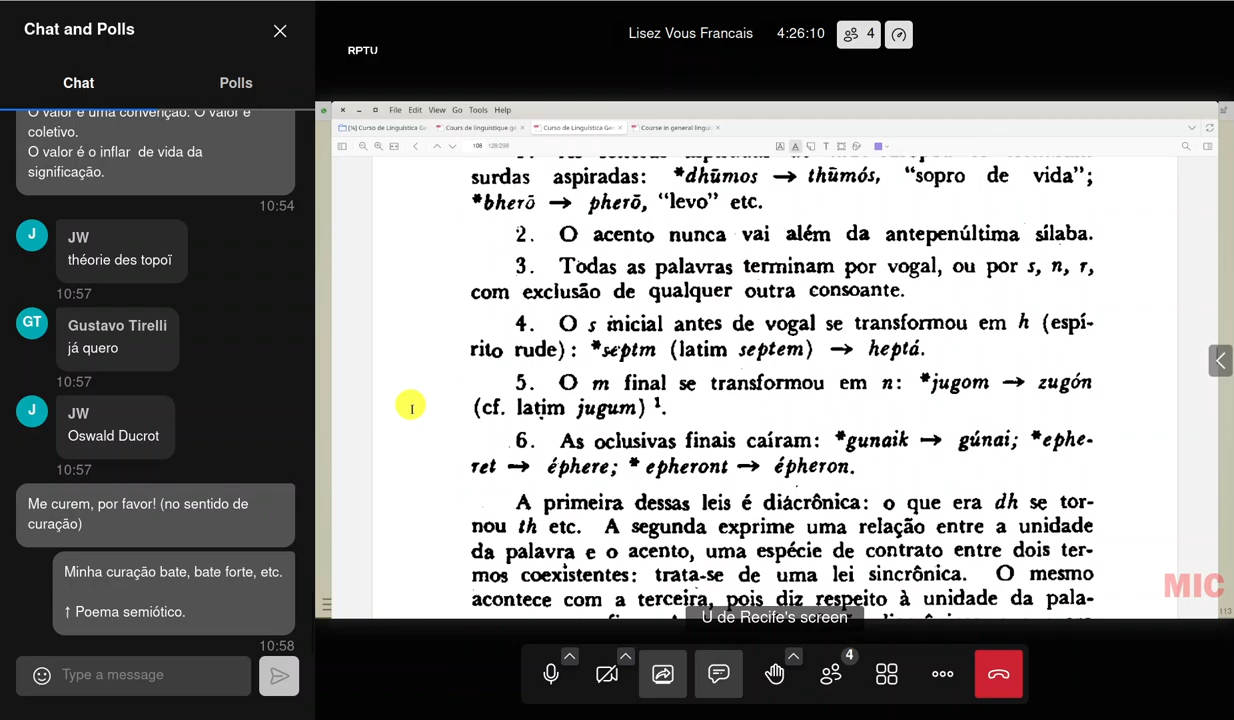 Chat and Polls
Chat
Polls
O valor é uma convenção. O valor é
coletivo.
O valor é o inflar de vida da
significação.
10:54
J
JW
théorie des topoï
10:57
GT
Gustavo Tirelli
já quero
10:57
J
JW
Oswald Ducrot
10:57
Me curem, por favor! (no sentido de
curação)
Minha curação bate, bate forte, etc.
↑ Poema semiótico.
10:58
Type a message
RPTU
Lisez Vous Francais
4:26:10
4
File Edit View Go Tools Help
[¼] Curso de Linguística Ge
Cours de linguistique gé
Curso de Linguística Ge
Course in general lingui
108 128/298
surdas aspiradas: *dhūmos → thūmós, “sopro de vida”;
*bherō → pherō, “levo” etc.
2. O acento nunca vai além da antepenúltima sílaba.
3. Todas as palavras terminam por vogal, ou por s, n, r,
com exclusão de qualquer outra consoante.
4. O s inicial antes de vogal se transformou em h (espí-
rito rude): *septm (latim septem) → heptá.
5. O m final se transformou em n: *jugom → zugón
(cf. latim jugum) ¹.
6. As oclusivas finais caíram: *gunaik → gúnai; *ephe-
ret → éphere; * epheront → épheron.
A primeira dessas leis é diacrônica: o que era dh se tor-
nou th etc. A segunda exprime uma relação entre a unidade
da palavra e o acento, uma espécie de contrato entre dois ter-
mos coexistentes: trata-se de uma lei sincrônica. O mesmo
acontece com a terceira, pois diz respeito à unidade da pala-
MIC
113
U de Recife's screen
4